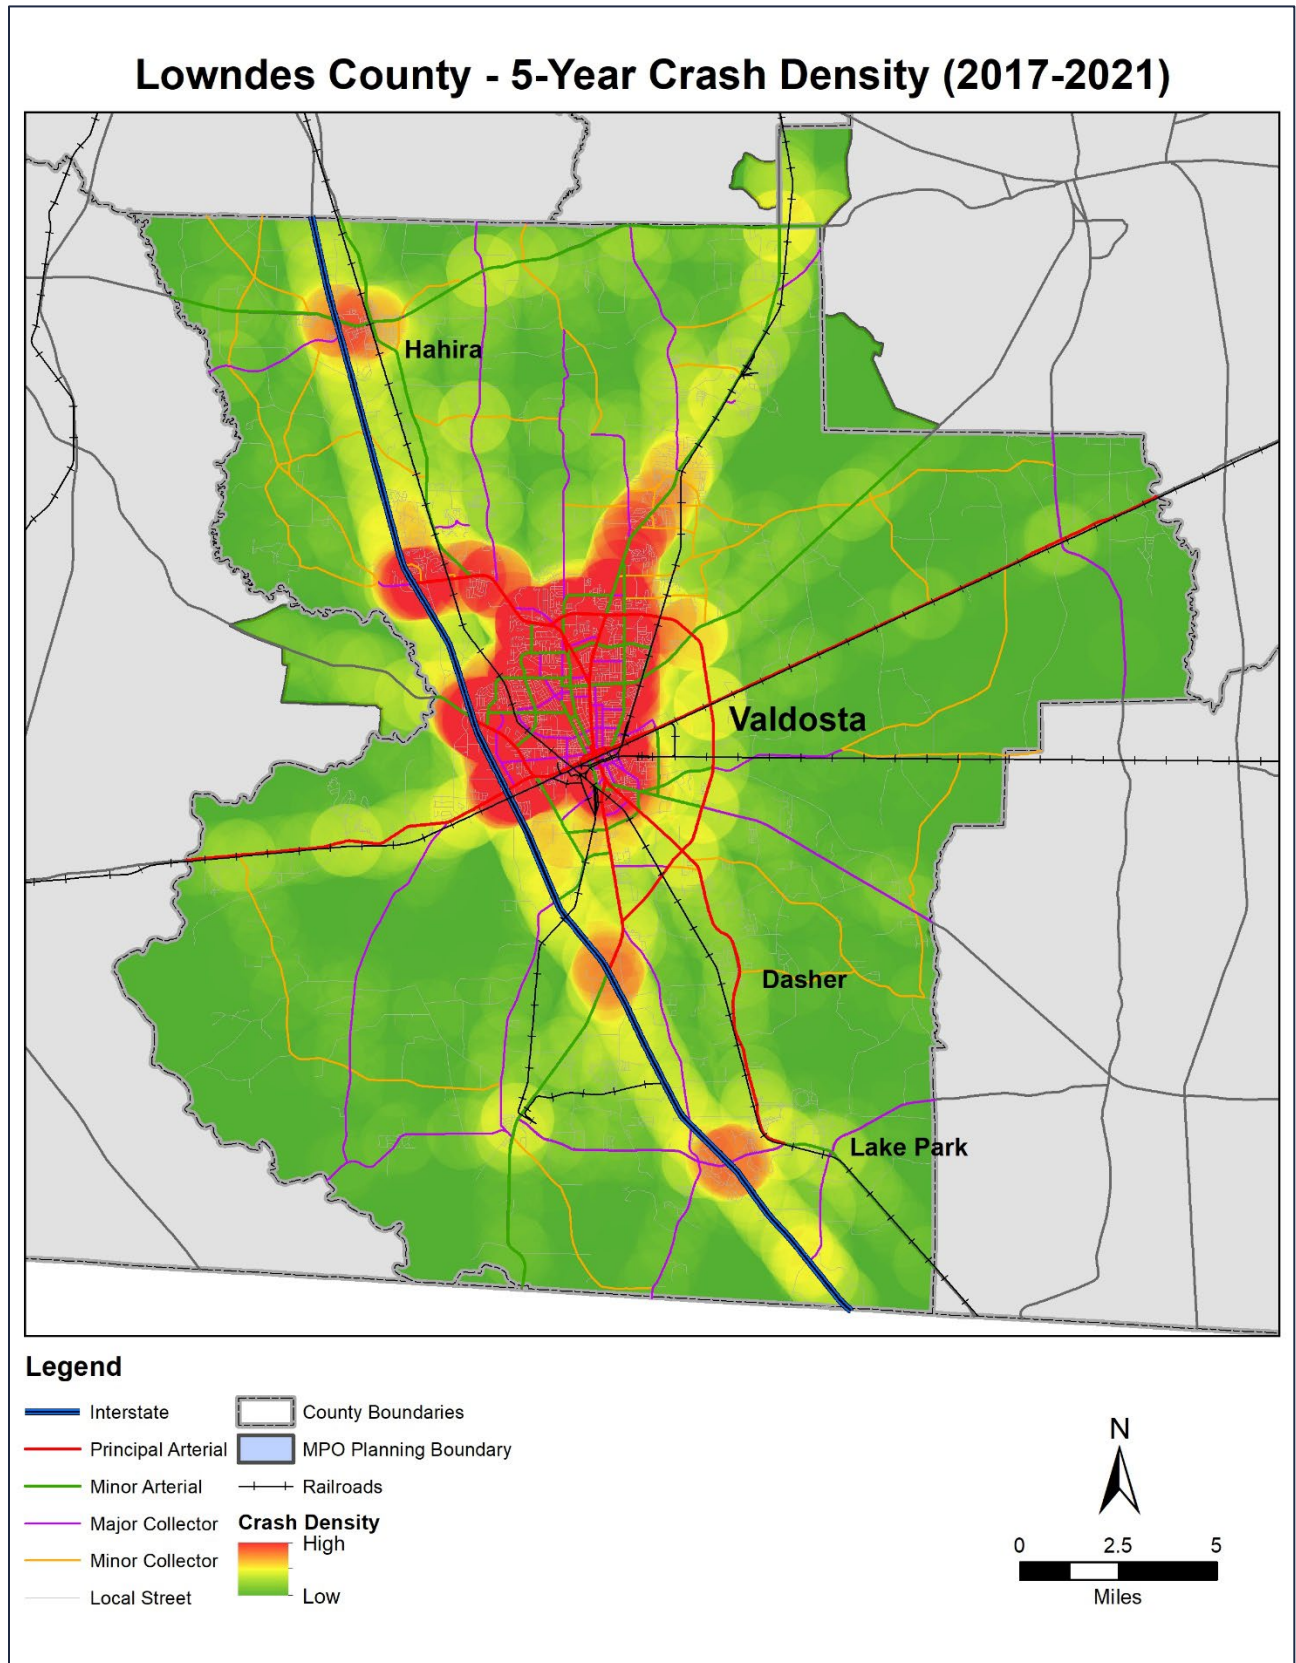 Lowndes County - 5-Year Crash Density (2017-2021)
Hahira
Valdosta
Dasher
Lake Park
Legend
Interstate
Principal Arterial
Minor Arterial
Major Collector
Minor Collector
Local Street
County Boundaries
MPO Planning Boundary
Railroads
Crash Density
High
Low
N
0 2.5 5
Miles